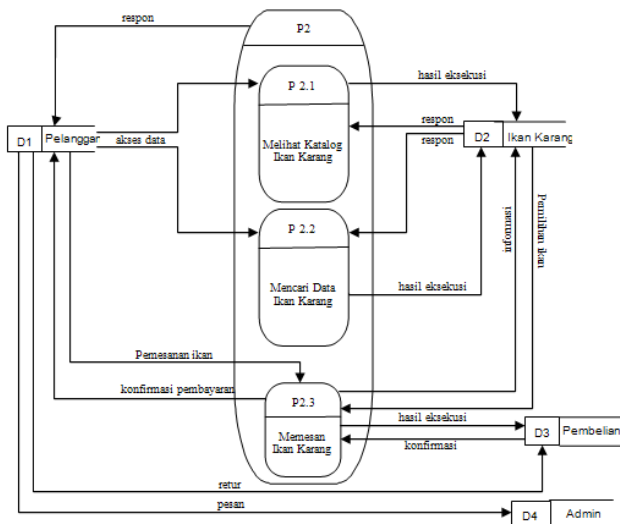 respon
P2
P 2.1
hasil eksekusi
D1
Pelanggar
akses data
respon
respon
D2
Ikan Karang
Melihat Katalog
Ikan Karang
P 2.2
informasi
Pemilihan ikan
Mencari Data
Ikan Karang
hasil eksekusi
Pemesanan ikan
konfirmasi pembayaran
P2.3
hasil eksekusi
Memesan
Ikan Karang
konfirmasi
D3
Pembelian
retur
pesan
D4
Admin